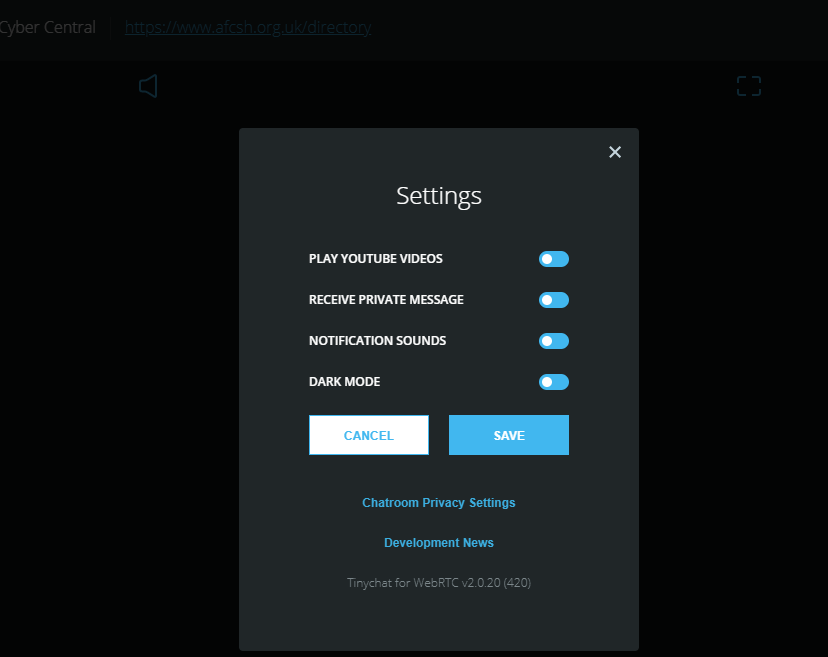 Cyber Central https://www.afcsh.org.uk/directory
Settings
PLAY YOUTUBE VIDEOS
RECEIVE PRIVATE MESSAGE
NOTIFICATION SOUNDS
DARK MODE
CANCEL SAVE
Chatroom Privacy Settings
Development News
Tinychat for WebRTC v2.0.20 (420)